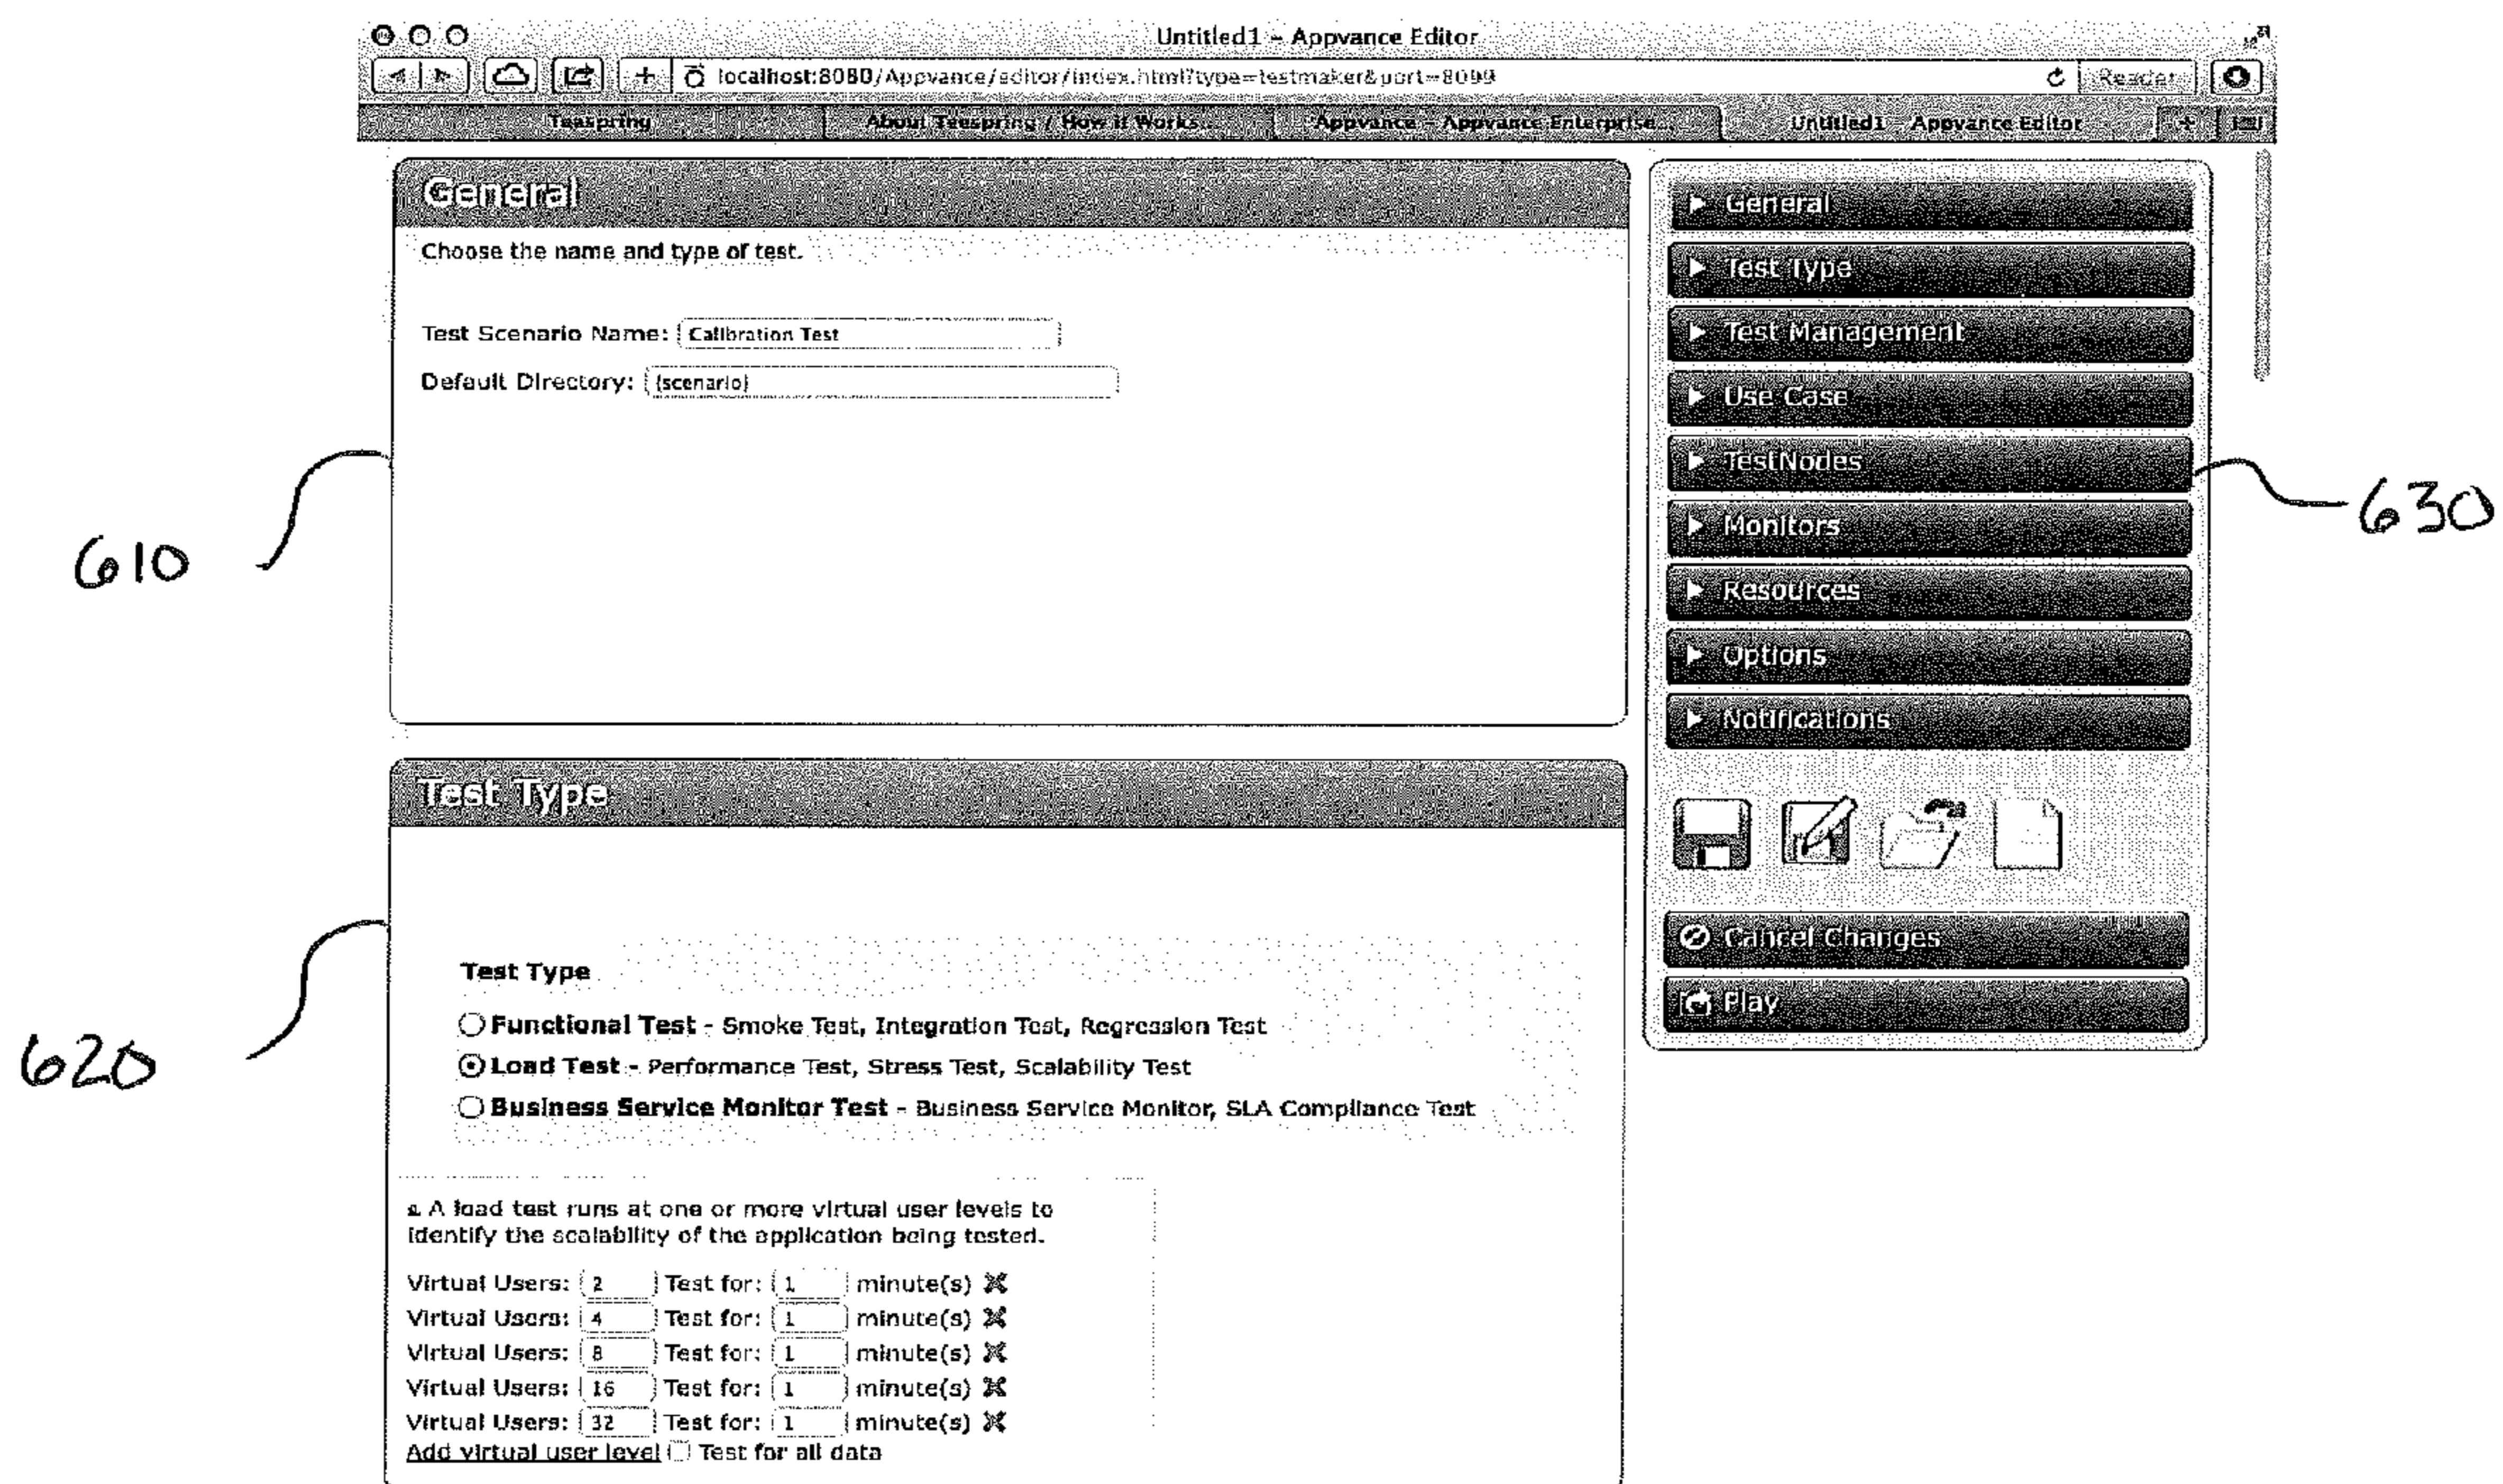 Untitled1 – Appvance Editor
localhost:8080/Appvance/editor/index.html?type=testmaker&port=8099
Reader
Teespring
About Teespring / How it Works...
Appvance – Appvance Enterprise...
Untitled1 – Appvance Editor
General
Choose the name and type of test.
Test Scenario Name: Calibration Test
Default Directory: {scenario}
610
Test Type
620
Test Type
Functional Test - Smoke Test, Integration Test, Regression Test
Load Test - Performance Test, Stress Test, Scalability Test
Business Service Monitor Test - Business Service Monitor, SLA Compliance Test
A load test runs at one or more virtual user levels to
identify the scalability of the application being tested.
Virtual Users: 2 Test for: 1 minute(s)
Virtual Users: 4 Test for: 1 minute(s)
Virtual Users: 8 Test for: 1 minute(s)
Virtual Users: 16 Test for: 1 minute(s)
Virtual Users: 32 Test for: 1 minute(s)
Add virtual user level Test for all data
General
Test Type
Test Management
Use Case
TestNodes
630
Monitors
Resources
Options
Notifications
Cancel Changes
Play